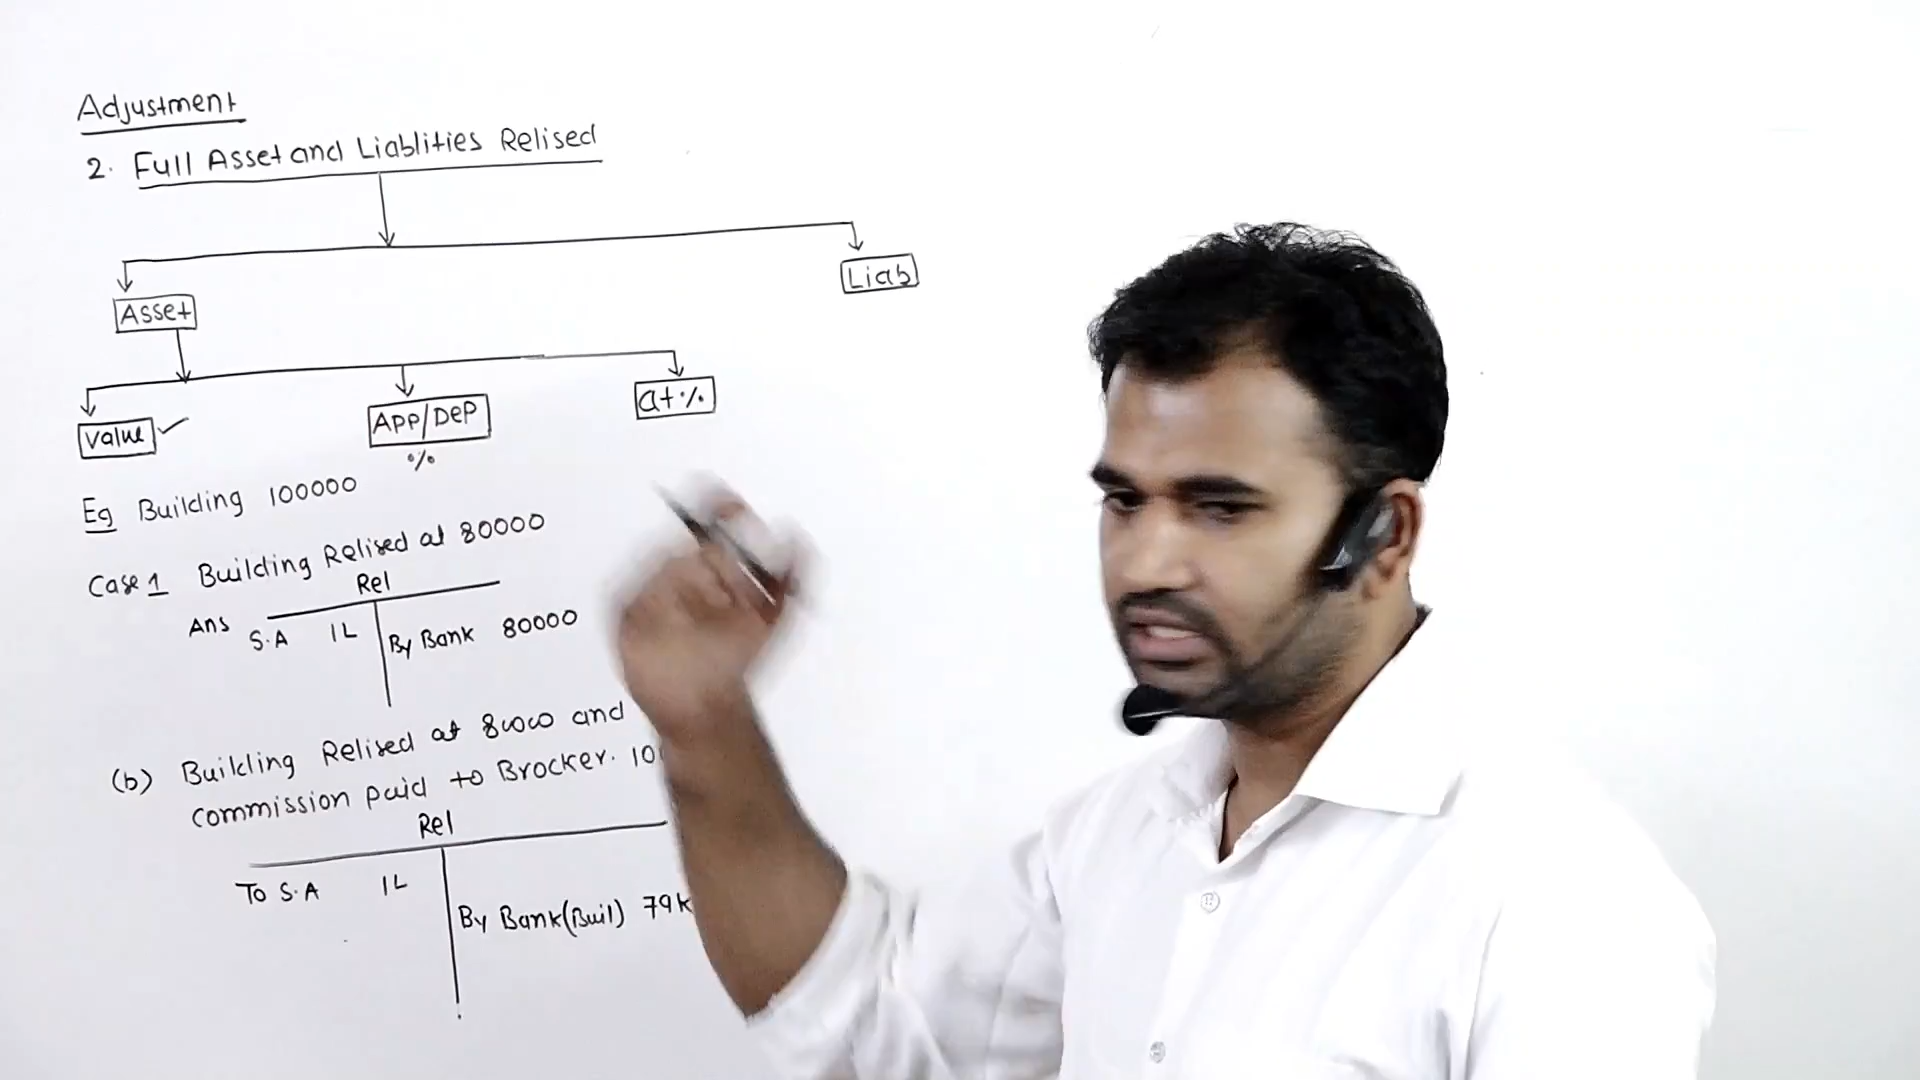 Adjustment
2. Full Asset and Liablities Relised
Liab
Asset
Value ✓
APP/DeP
at %
%
Eg Building 100000
Case 1 Building Relised at 80000
Rel
Ans S.A 1L
By Bank 80000
(b) Building Relised at 80000 and
commission paid to Brocker.
Rel
To S.A 1L
By Bank(Buil) 79K